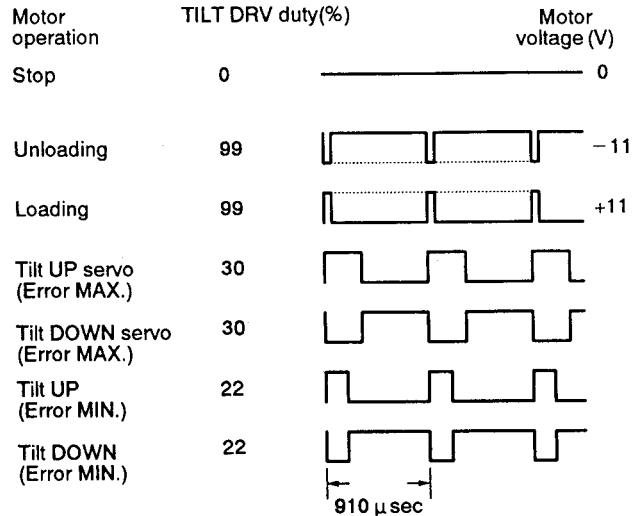 Motor operation TILT DRV duty(%) Motor voltage (V)
Stop 0 0
Unloading 99 −11
Loading 99 +11
Tilt UP servo 30
(Error MAX.)
Tilt DOWN servo 30
(Error MAX.)
Tilt UP 22
(Error MIN.)
Tilt DOWN 22
(Error MIN.)
910 μsec